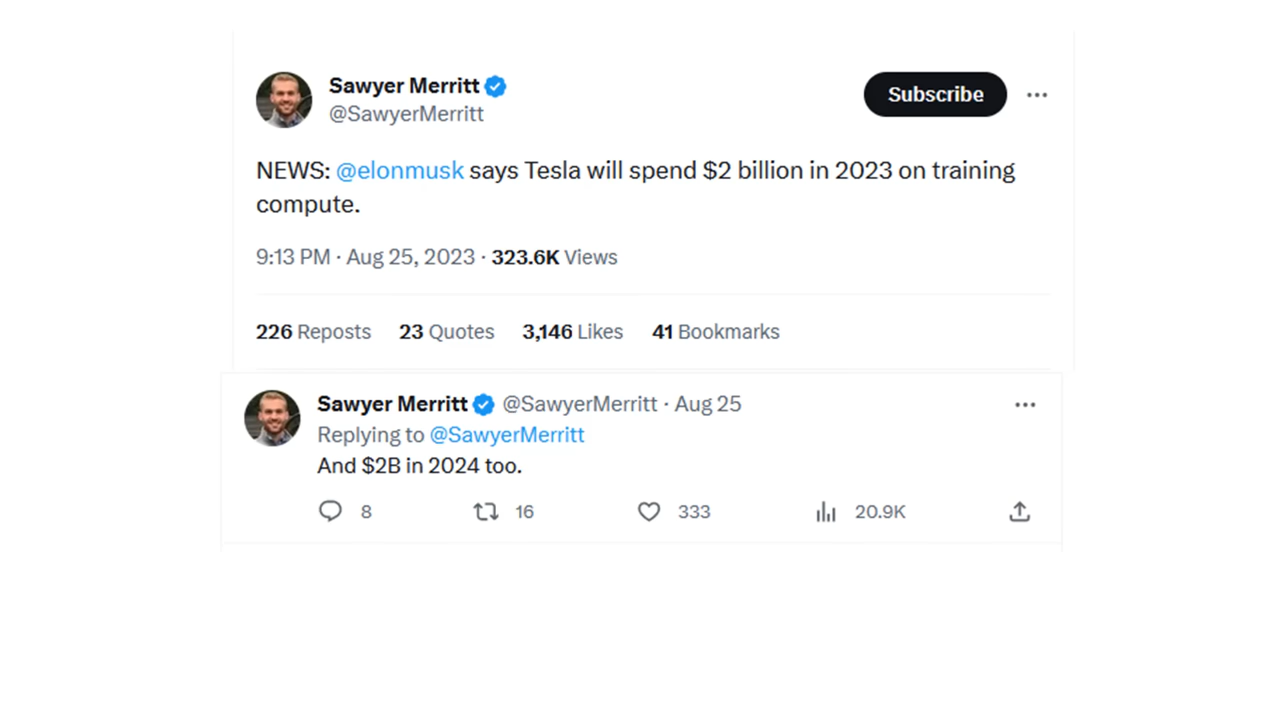 Sawyer Merritt
@SawyerMerritt
Subscribe
NEWS: @elonmusk says Tesla will spend $2 billion in 2023 on training
compute.
9:13 PM · Aug 25, 2023 · 323.6K Views
226 Reposts 23 Quotes 3,146 Likes 41 Bookmarks
Sawyer Merritt @SawyerMerritt · Aug 25
Replying to @SawyerMerritt
And $2B in 2024 too.
8 16 333 20.9K